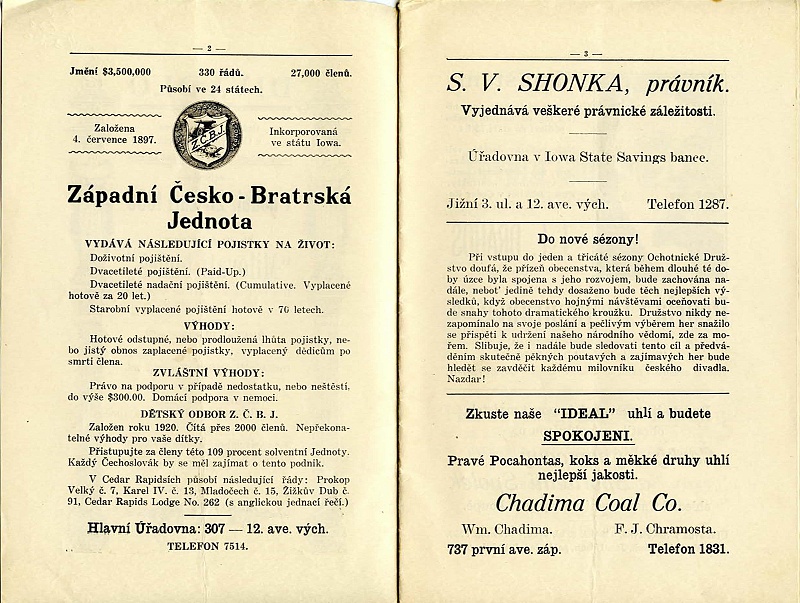 — 2 —
Jmění $3,500,000 330 řádů. 27,000 členů.
Působí ve 24 státech.
Založena
4. července 1897.
Z.Č.B.J.
Inkorporovaná
ve státu Iowa.
Západní Česko - Bratrská
Jednota
VYDÁVÁ NÁSLEDUJÍCÍ POJISTKY NA ŽIVOT:
Doživotní pojištění.
Dvacetileté pojištění. (Paid-Up.)
Dvacetileté nadační pojištění. (Cumulative. Vyplacené
hotově za 20 let.)
Starobní vyplacené pojištění hotově v 70 letech.
VÝHODY:
Hotové odstupné, nebo prodloužená lhůta pojistky, ne-
bo jistý obnos zaplacené pojistky, vyplacený dědicům po
smrti člena.
ZVLÁŠTNÍ VÝHODY:
Právo na podporu v případě nedostatku, nebo neštěstí.
do výše $300.00. Domácí podpora v nemoci.
DĚTSKÝ ODBOR Z. Č. B. J.
Založen roku 1920. Čítá přes 2000 členů. Nepřekona-
telné výhody pro vaše dítky.
Přistupujte za členy této 109 procent solventní Jednoty.
Každý Čechoslovák by se měl zajímat o tento podnik.
V Cedar Rapidsích působí následující řády: Prokop
Velký č. 7, Karel IV. č. 13, Mladočech č. 15, Žižkův Dub č.
91, Cedar Rapids Lodge No. 262 (s anglickou jednací řečí.)
Hlavní Úřadovna: 307 — 12. ave. vých.
TELEFON 7514.
— 3 —
S. V. SHONKA, právník.
Vyjednává veškeré právnické záležitosti.
Úřadovna v Iowa State Savings bance.
Jižní 3. ul. a 12. ave. vých. Telefon 1287.
Do nové sézony!
Při vstupu do jeden a třicáté sézony Ochotnické Druž-
stvo doufá, že přízeň obecenstva, která během dlouhé té do-
by úzce byla spojena s jeho rozvojem, bude zachována na-
dále, neboť jedině tehdy dosaženo bude těch nejlepších vý-
sledků, když obecenstvo hojnými návštěvami oceňovati bu-
de snahy tohoto dramatického kroužku. Družstvo nikdy ne-
zapomínalo na svoje poslání a pečlivým výběrem her snažilo
se přispěti k udržení našeho národního vědomí, zde za mo-
řem. Slibuje, že i nadále bude sledovati tento cíl a předvá-
děním skutečně pěkných poutavých a zajímavých her bude
hledět se zavděčit každému milovníku českého divadla.
Nazdar!
Zkuste naše "IDEAL" uhlí a budete
SPOKOJENI.
Pravé Pocahontas, koks a měkké druhy uhlí
nejlepší jakosti.
Chadima Coal Co.
Wm. Chadima. F. J. Chramosta.
737 první ave. záp. Telefon 1831.